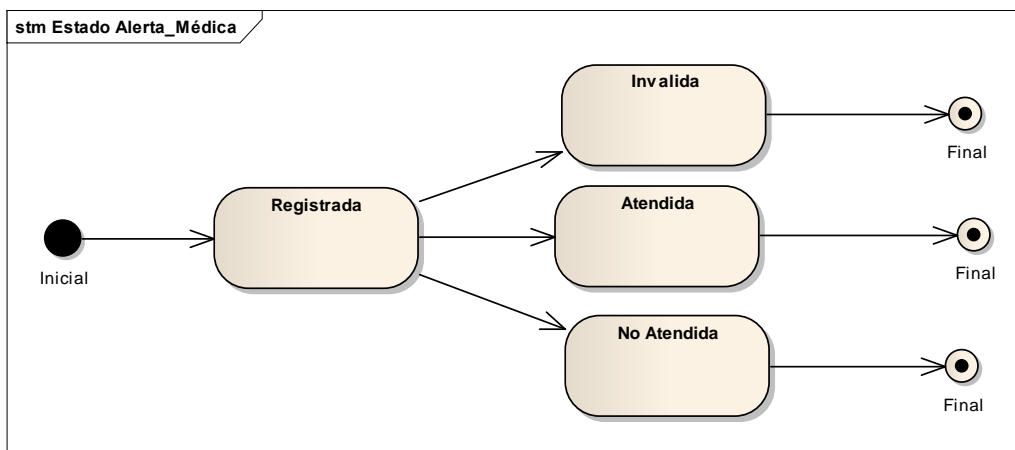 stm Estado Alerta_Médica
Invalida
Final
Registrada
Atendida
Inicial
Final
No Atendida
Final